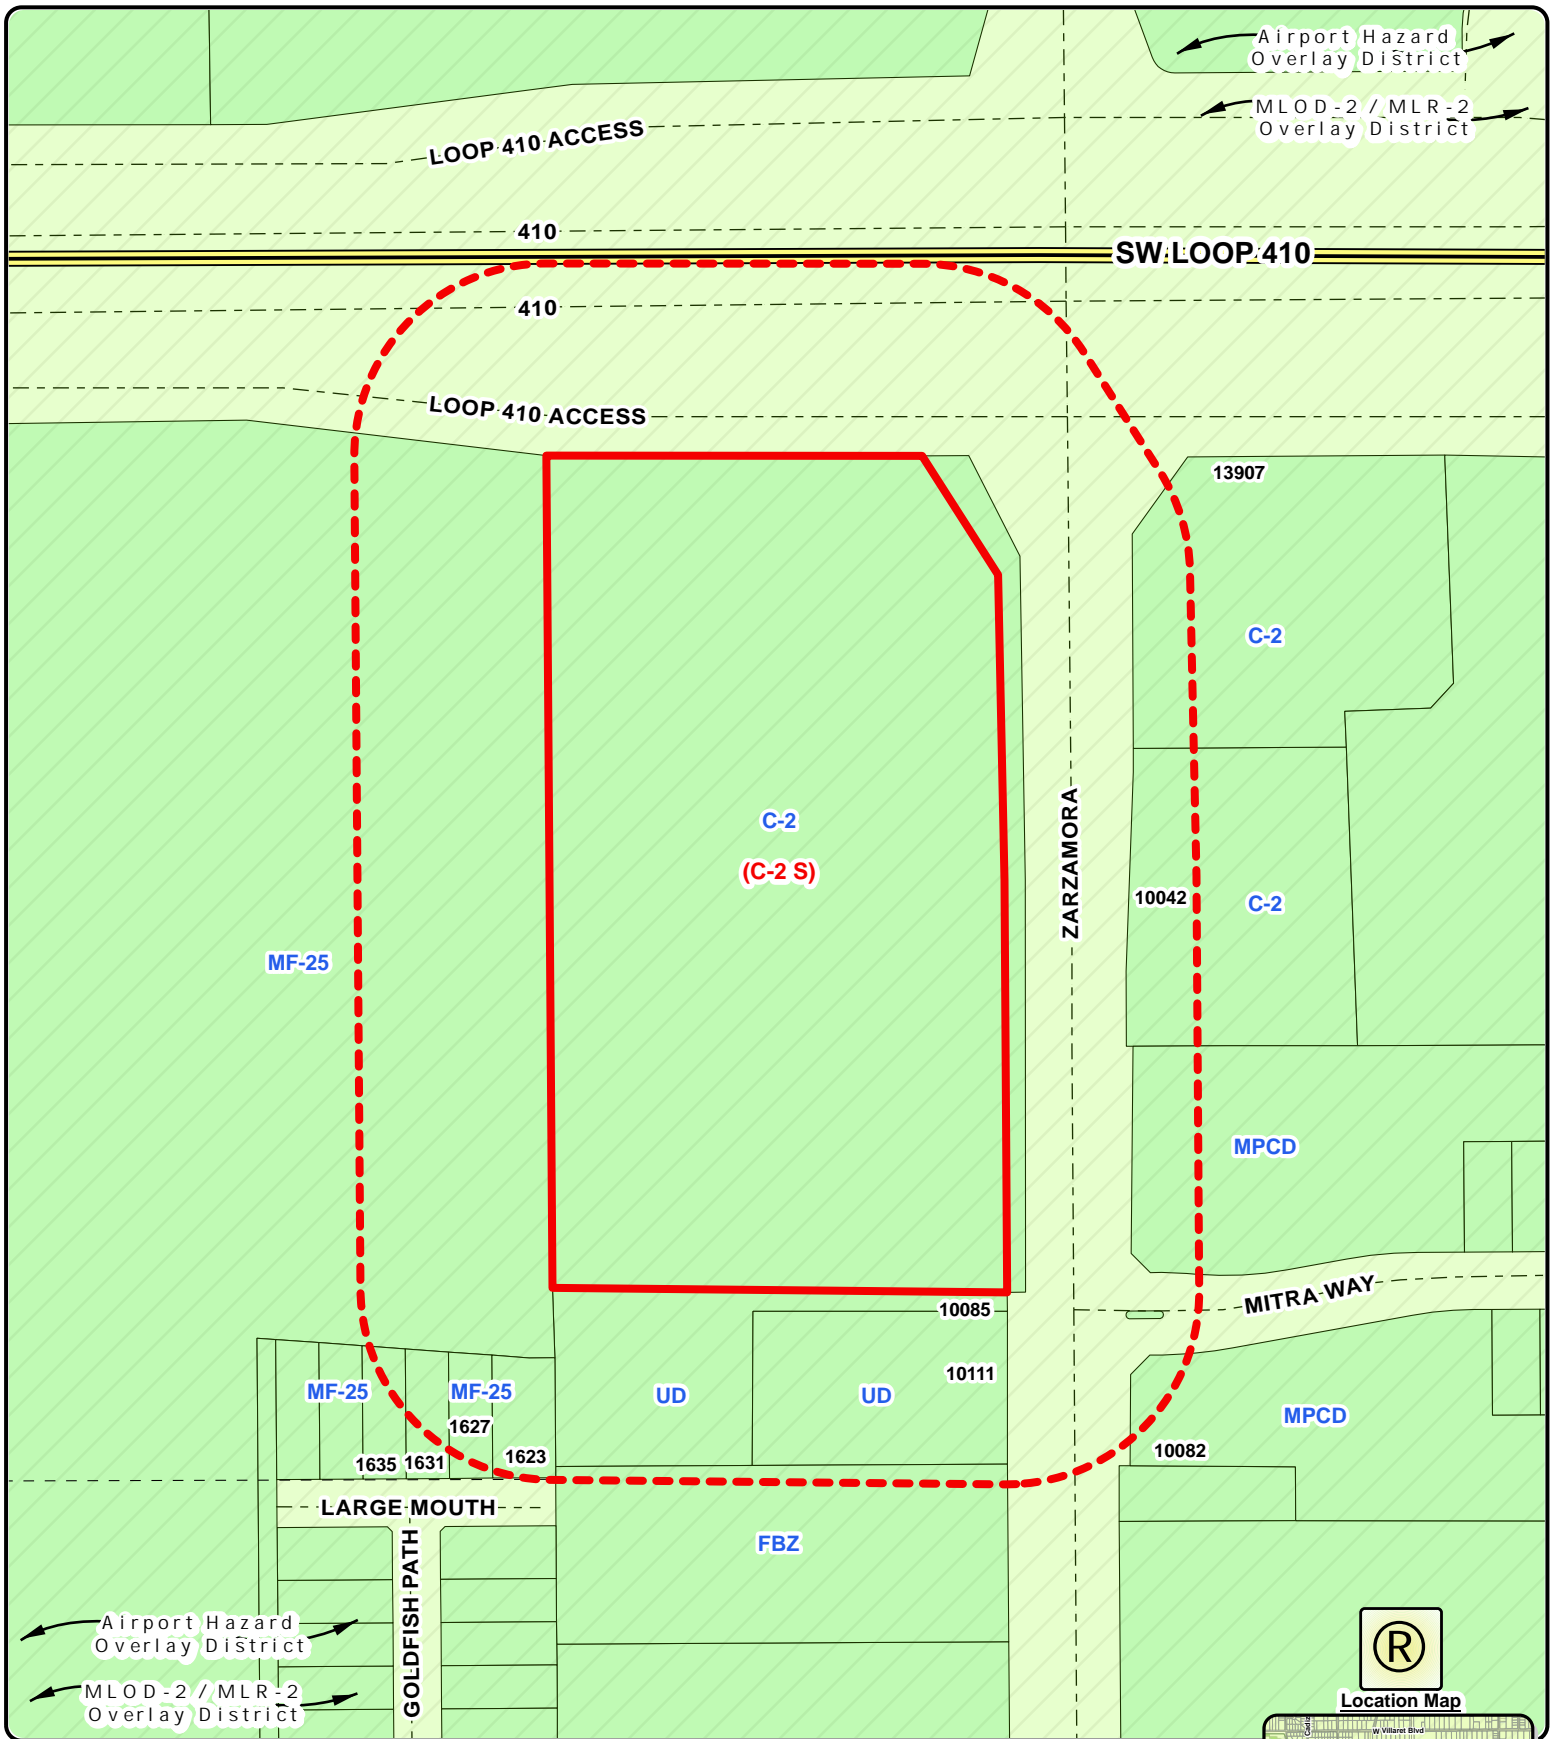 Airport Hazard
Overlay District
MLOD-2 / MLR-2
Overlay District
LOOP 410 ACCESS
410
SW LOOP 410
410
LOOP 410 ACCESS
13907
C-2
C-2
(C-2 S)
ZARZAMORA
10042
C-2
MF-25
MPCD
MITRA WAY
10085
10111
MF-25
MF-25
UD
UD
MPCD
1627
1623
1635
1631
10082
LARGE MOUTH
GOLDFISH PATH
FBZ
Airport Hazard
Overlay District
MLOD-2 / MLR-2
Overlay District
R
Location Map
Cadiz
W Villaret Blvd